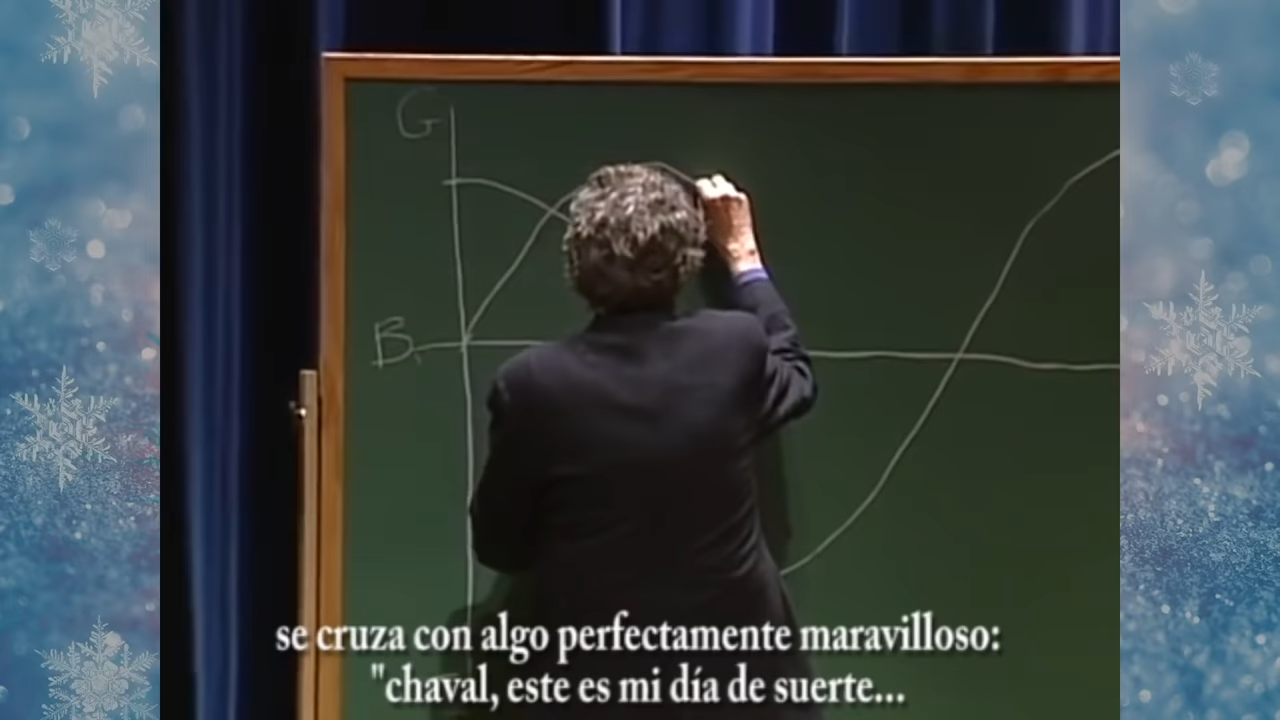 G
B
se cruza con algo perfectamente maravilloso:
"chaval, este es mi día de suerte...